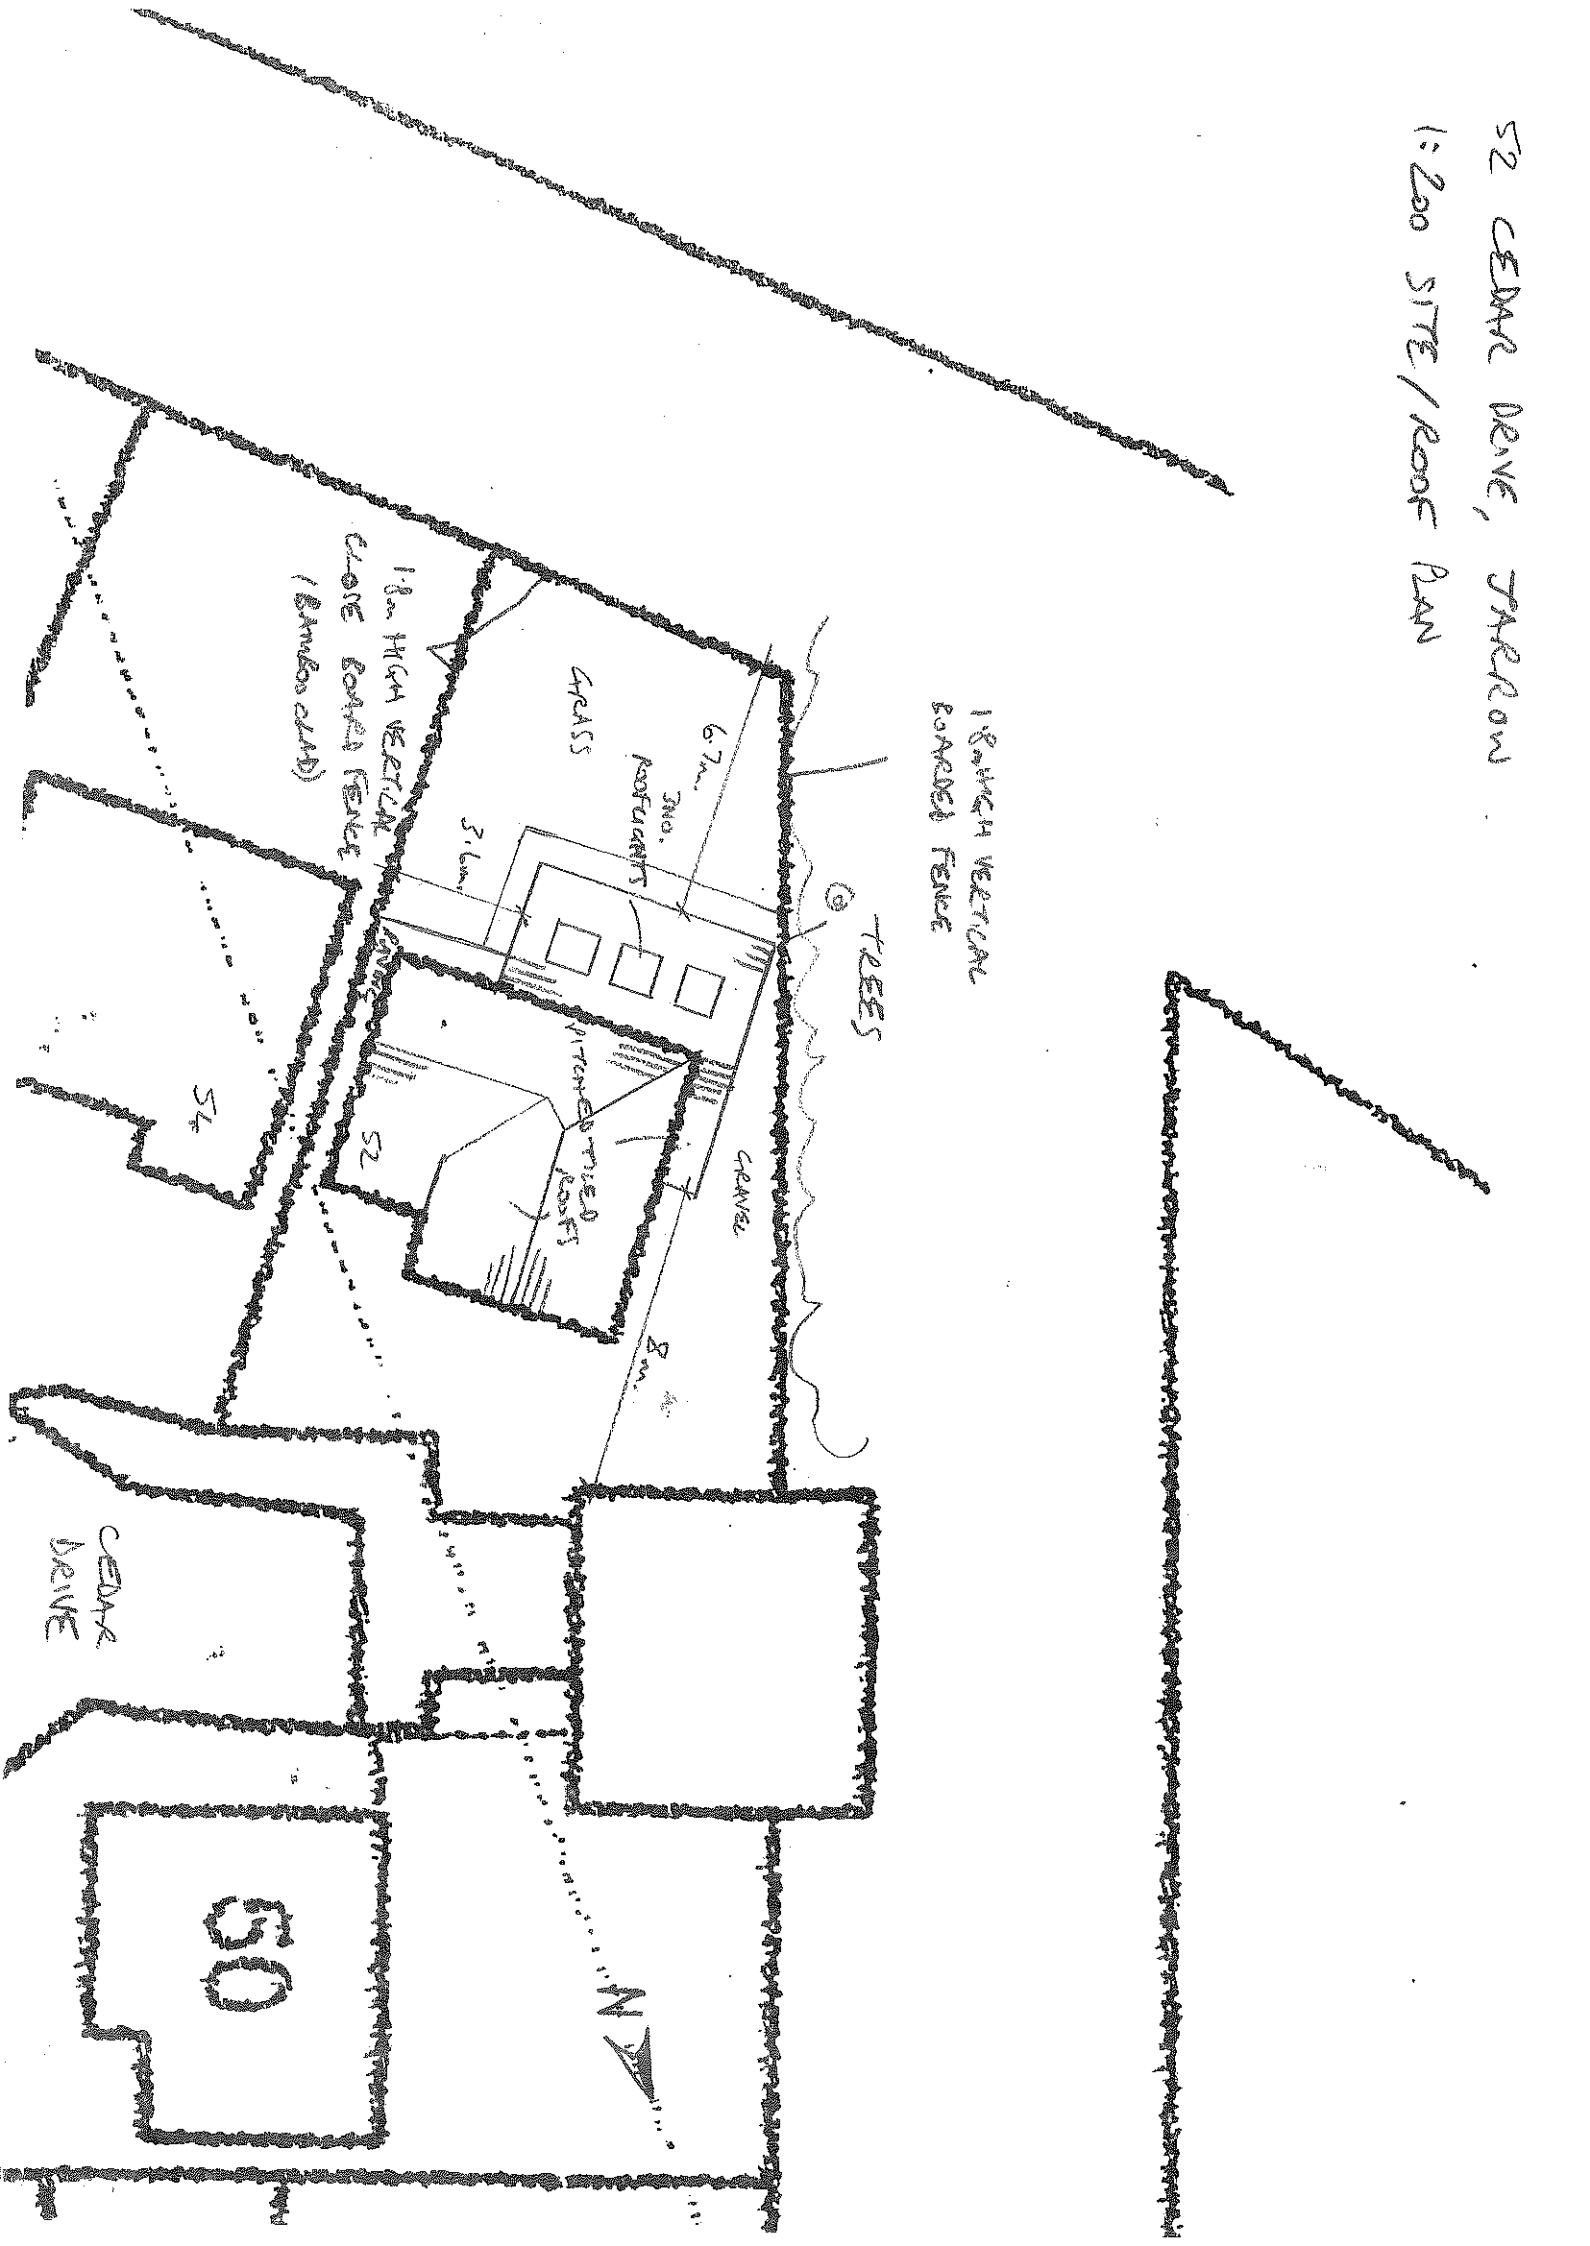 52 CEDAR DRIVE, JARROW
1:200 SITE/ROOF PLAN
1.8m HIGH VERTICAL
BOARDED FENCE
TREES
6.7m.
3NO.
ROOFLIGHTS
GRASS
3.6m.
1.8m HIGH VERTICAL
CLOSE BOARD FENCE
(BAMBOO CLAD)
GRAVEL
PITCHED TILED
ROOFS
8m.
52
54
CEDAR
DRIVE
50
N